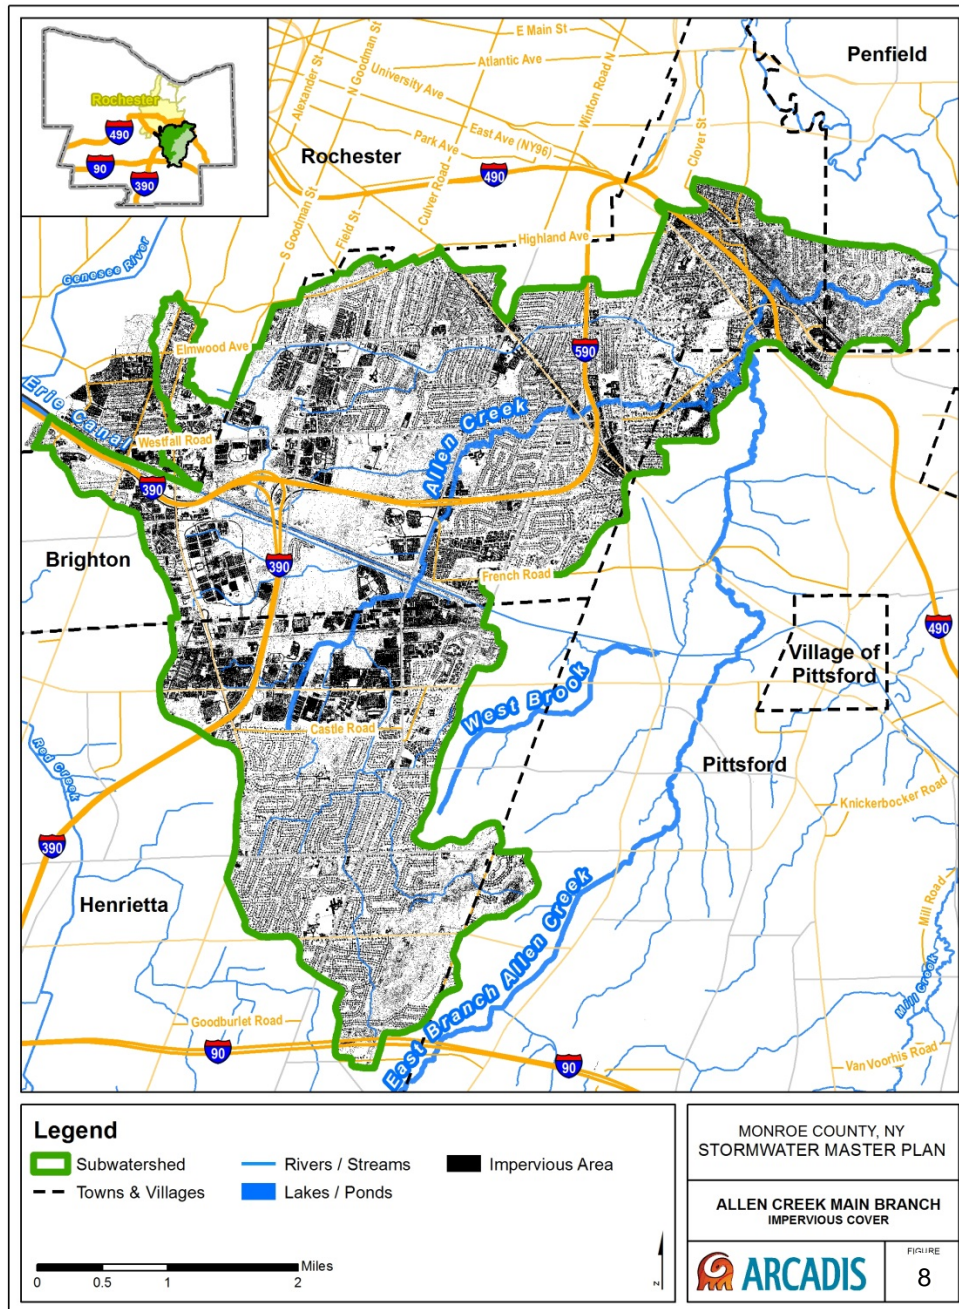 Rochester
490
90
390
E Main St
Atlantic Ave
University Ave
Alexander St
N Goodman St
Winton Road N
East Ave (NY96)
Park Ave
Clover St
Penfield
Rochester
490
Culver Road
Field St
S Goodman St
Highland Ave
Genesee River
Elmwood Ave
590
Erie Canal
Westfall Road
Allen Creek
390
Brighton
390
French Road
490
Village of
Pittsford
West Brook
Castle Road
Red Creek
Pittsford
Knickerbocker Road
390
Henrietta
East Branch Allen Creek
Mill Road
Mill Creek
Goodburlet Road
90
90
Van Voorhis Road
Legend
Subwatershed
Rivers / Streams
Impervious Area
Towns & Villages
Lakes / Ponds
0 0.5 1 2 Miles
N
MONROE COUNTY, NY
STORMWATER MASTER PLAN
ALLEN CREEK MAIN BRANCH
IMPERVIOUS COVER
ARCADIS
FIGURE
8